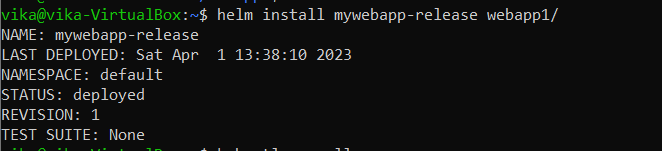 vika@vika-VirtualBox:~$ helm install mywebapp-release webapp1/
NAME: mywebapp-release
LAST DEPLOYED: Sat Apr  1 13:38:10 2023
NAMESPACE: default
STATUS: deployed
REVISION: 1
TEST SUITE: None